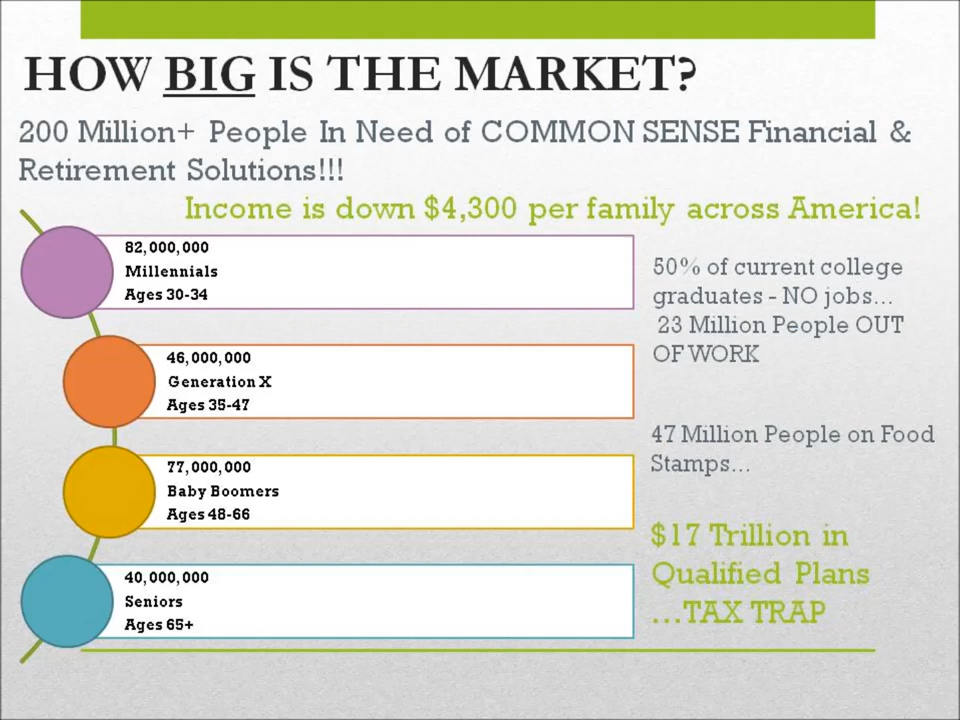 HOW BIG IS THE MARKET?
200 Million+ People In Need of COMMON SENSE Financial &
Retirement Solutions!!!
Income is down $4,300 per family across America!
82,000,000
Millennials
Ages 30-34
46,000,000
Generation X
Ages 35-47
77,000,000
Baby Boomers
Ages 48-66
40,000,000
Seniors
Ages 65+
50% of current college
graduates - NO jobs...
23 Million People OUT
OF WORK
47 Million People on Food
Stamps...
$17 Trillion in
Qualified Plans
...TAX TRAP